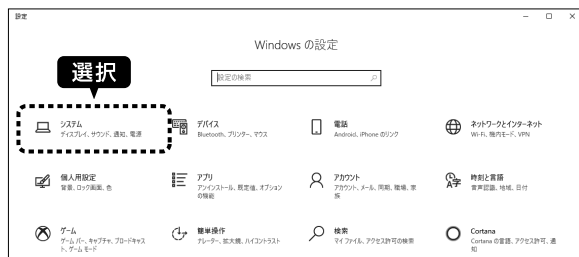 設定
Windows の設定
選択
設定の検索
システム
ディスプレイ、サウンド、通知、電源
デバイス
Bluetooth、プリンター、マウス
電話
Android、iPhone のリンク
ネットワークとインターネット
Wi-Fi、機内モード、VPN
個人用設定
背景、ロック画面、色
アプリ
アンインストール、既定値、オプション
の機能
アカウント
アカウント、メール、同期、職場、家
族
時刻と言語
音声認識、地域、日付
ゲーム
ゲーム バー、キャプチャ、ブロードキャス
ト、ゲーム モード
簡単操作
ナレーター、拡大鏡、ハイコントラスト
検索
マイ ファイル、アクセス許可の検索
Cortana
Cortana の言語、アクセス許可、通
知